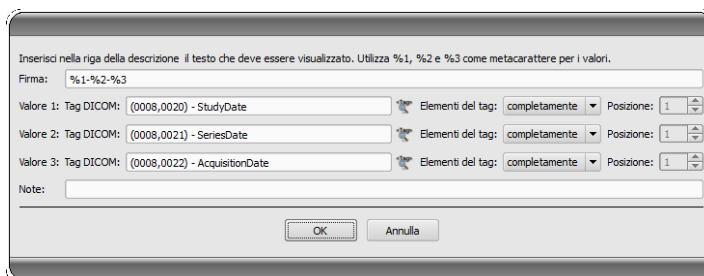 Inserisci nella riga della descrizione il testo che deve essere visualizzato. Utilizza %1, %2 e %3 come metacarattere per i valori.
Firma: %1-%2-%3
Valore 1: Tag DICOM: (0008,0020) - StudyDate Elementi del tag: completamente Posizione: 1
Valore 2: Tag DICOM: (0008,0021) - SeriesDate Elementi del tag: completamente Posizione: 1
Valore 3: Tag DICOM: (0008,0022) - AcquisitionDate Elementi del tag: completamente Posizione: 1
Note:
OK Annulla